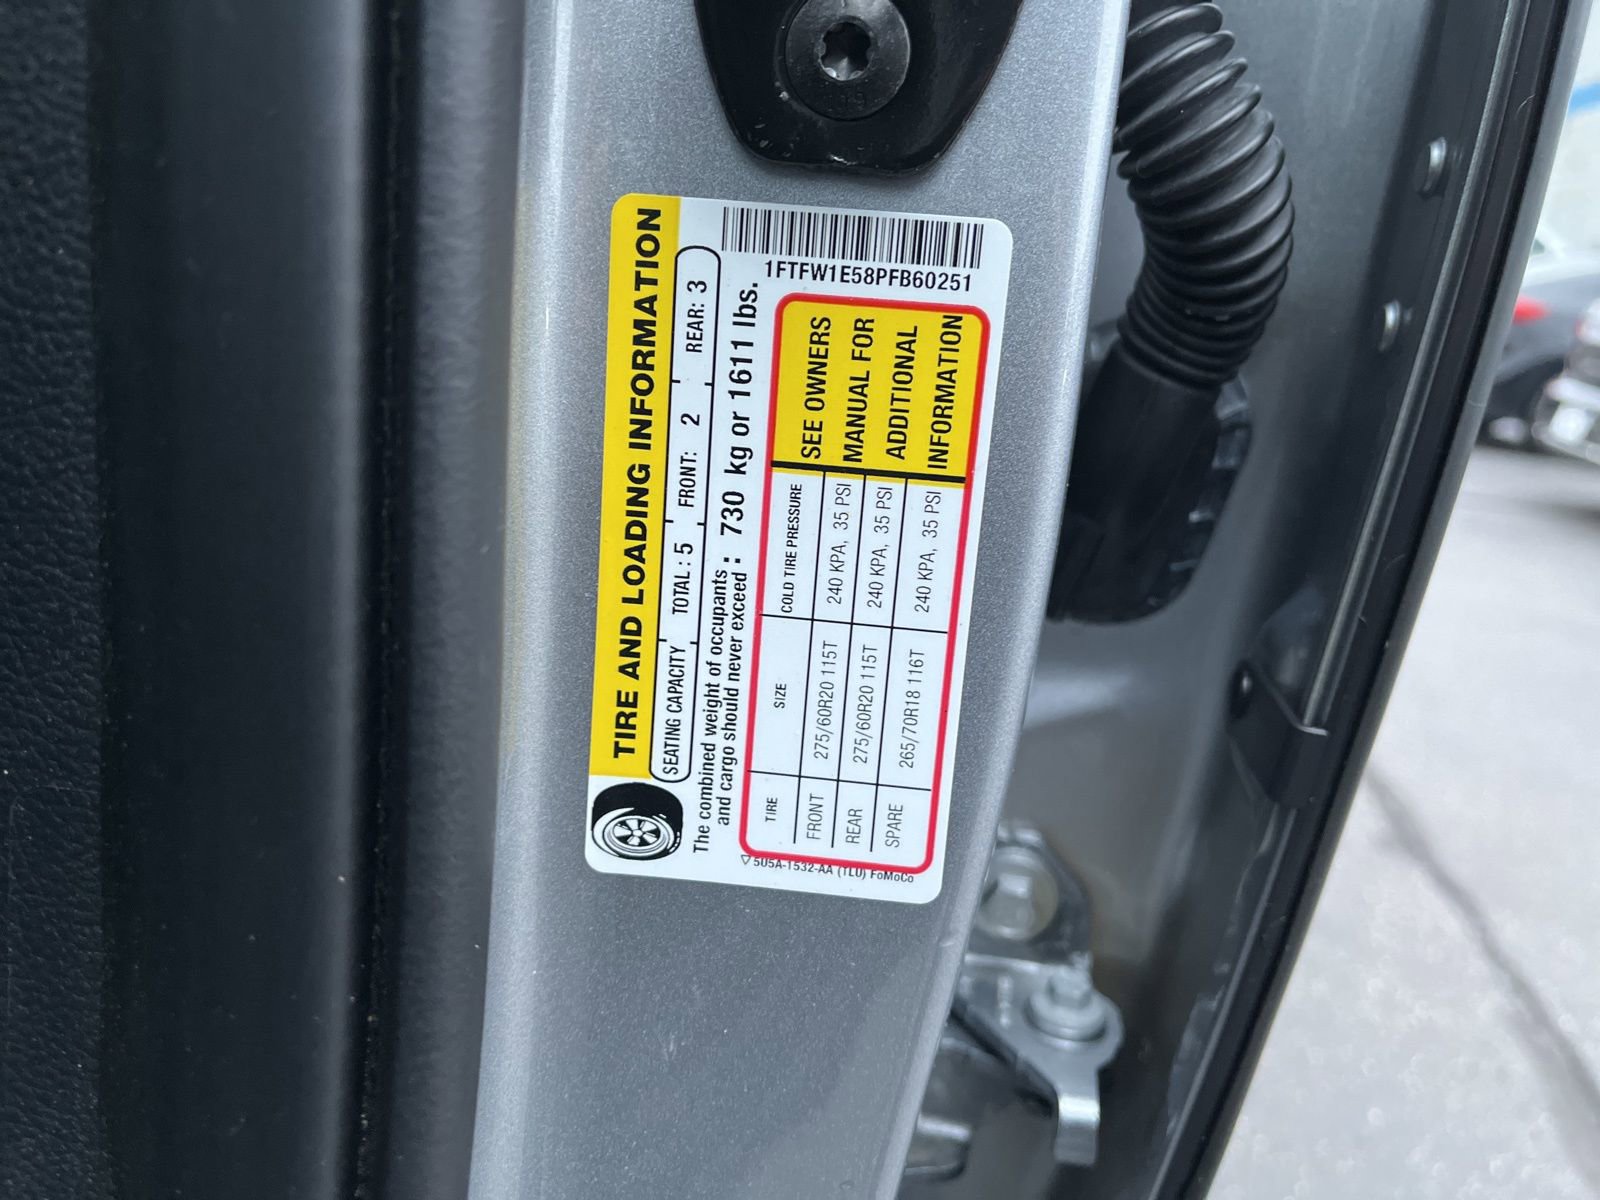 TIRE AND LOADING INFORMATION
SEATING CAPACITY TOTAL: 5 FRONT: 2 REAR: 3
The combined weight of occupants
and cargo should never exceed : 730 kg or 1611 lbs.
1FTFW1E58PFB60251
TIRE SIZE COLD TIRE PRESSURE
FRONT 275/60R20 115T 240 KPA, 35 PSI
REAR 275/60R20 115T 240 KPA, 35 PSI
SPARE 265/70R18 116T 240 KPA, 35 PSI
SEE OWNERS
MANUAL FOR
ADDITIONAL
INFORMATION
5U5A-1532-AA (TLU) FoMoCo